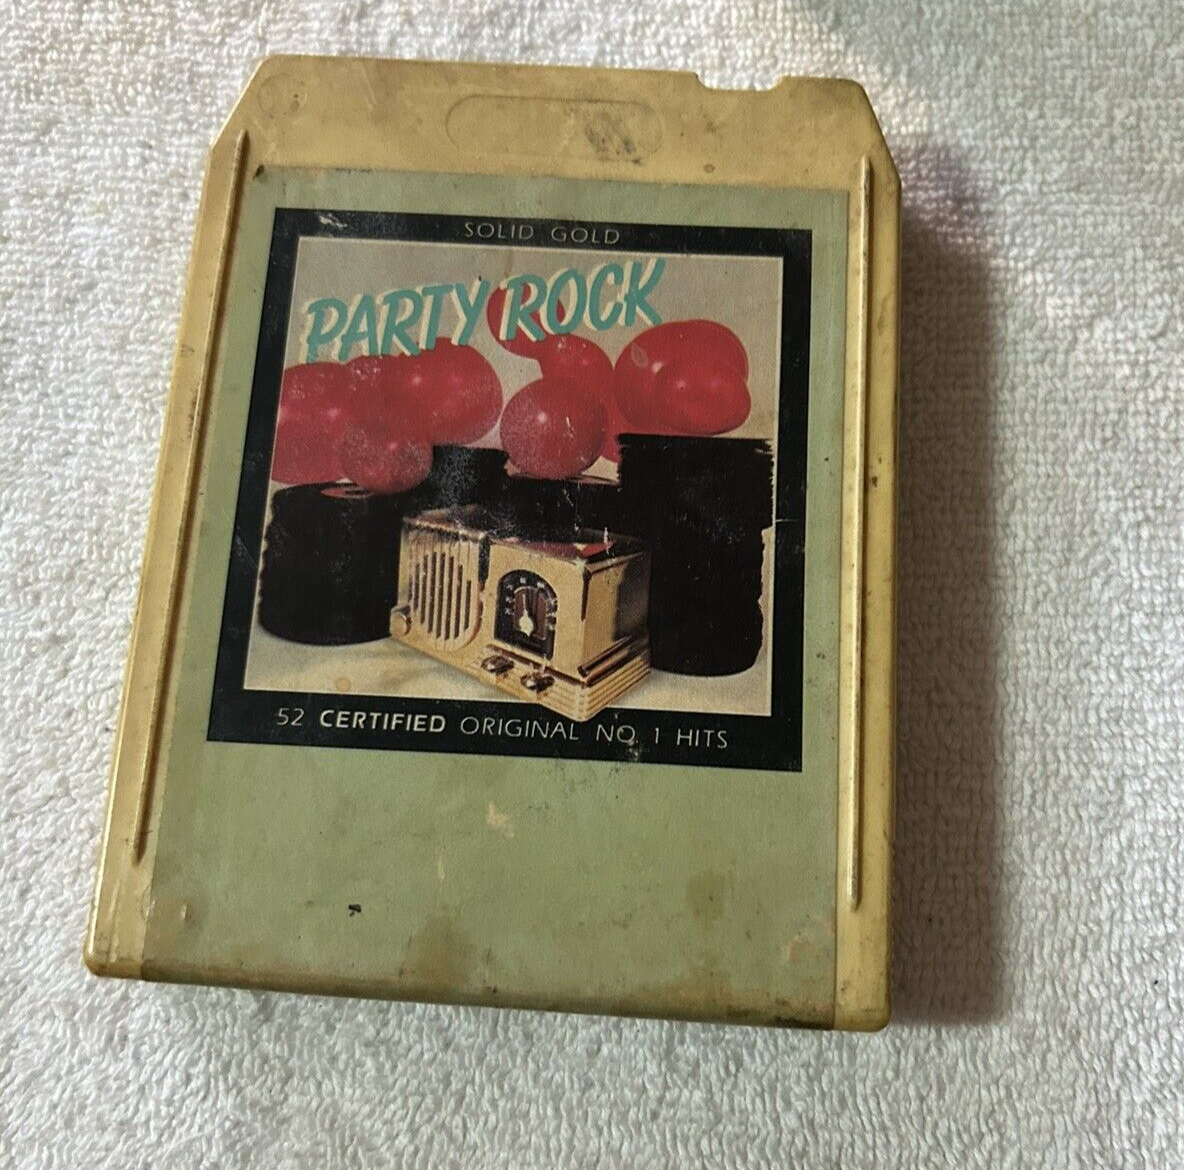 SOLID GOLD
PARTY ROCK
52 CERTIFIED ORIGINAL NO. 1 HITS